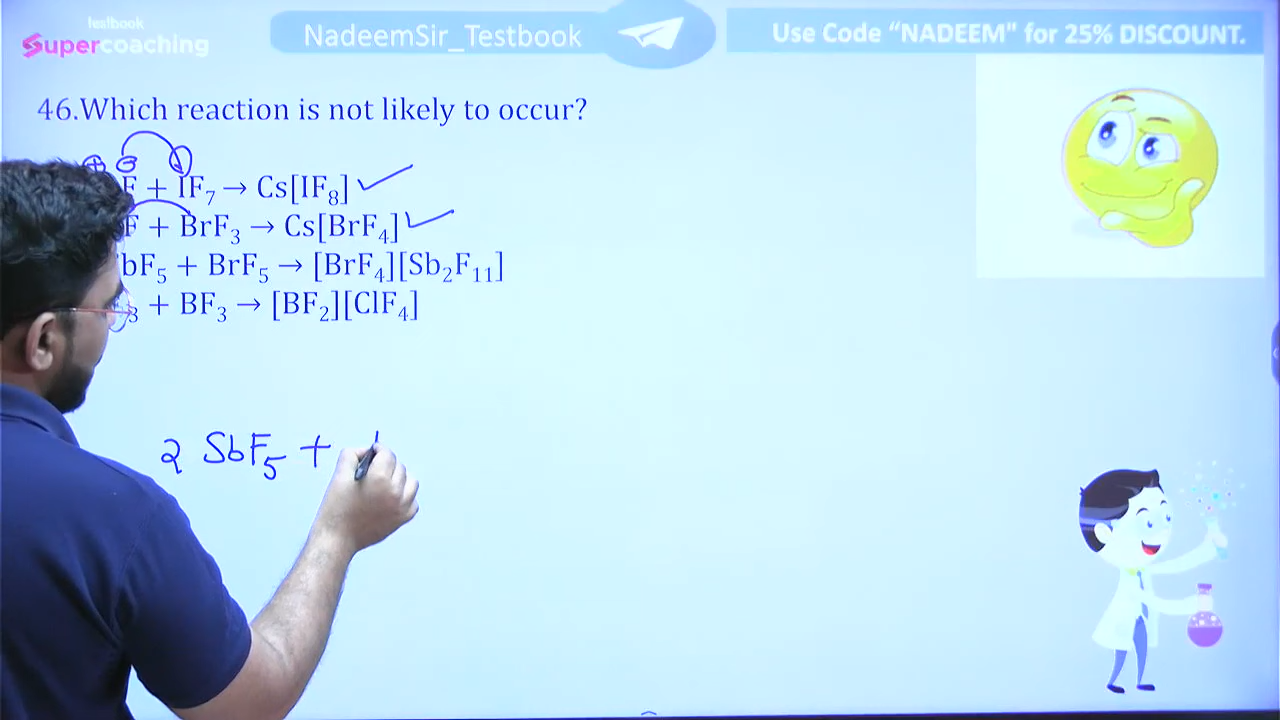 testbook
Supercoaching
NadeemSir_Testbook
Use Code “NADEEM” for 25% DISCOUNT.
46.Which reaction is not likely to occur?
F + IF₇ → Cs[IF₈]
F + BrF₃ → Cs[BrF₄]
bF₅ + BrF₅ → [BrF₄][Sb₂F₁₁]
₃ + BF₃ → [BF₂][ClF₄]
2 SbF₅ +